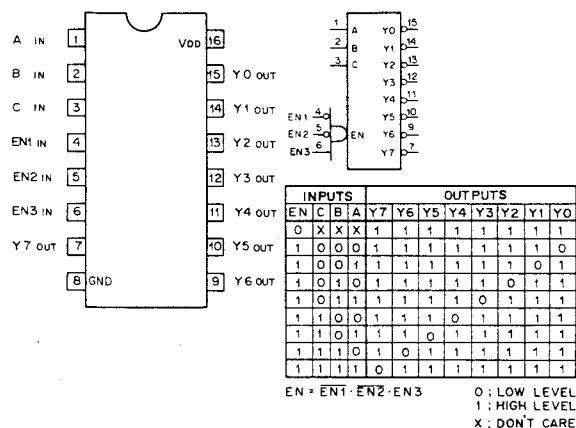 A IN 1 VDD 16
B IN 2 15 Y0 OUT
C IN 3 14 Y1 OUT
EN1 IN 4 13 Y2 OUT
EN2 IN 5 12 Y3 OUT
EN3 IN 6 11 Y4 OUT
Y7 OUT 7 10 Y5 OUT
8 GND 9 Y6 OUT
1 A Y0 15
2 B Y1 14
3 C Y2 13
Y3 12
Y4 11
EN1 4 Y5 10
EN2 5 EN Y6 9
EN3 6 Y7 7
INPUTS OUTPUTS
EN C B A Y7 Y6 Y5 Y4 Y3 Y2 Y1 Y0
0 X X X 1 1 1 1 1 1 1 1
1 0 0 0 1 1 1 1 1 1 1 0
1 0 0 1 1 1 1 1 1 1 0 1
1 0 1 0 1 1 1 1 1 0 1 1
1 0 1 1 1 1 1 1 0 1 1 1
1 1 0 0 1 1 1 0 1 1 1 1
1 1 0 1 1 1 0 1 1 1 1 1
1 1 1 0 1 0 1 1 1 1 1 1
1 1 1 1 0 1 1 1 1 1 1 1
EN = E̅N̅1̅ · E̅N̅2̅ · EN3
0 ; LOW LEVEL
1 ; HIGH LEVEL
X ; DON'T CARE